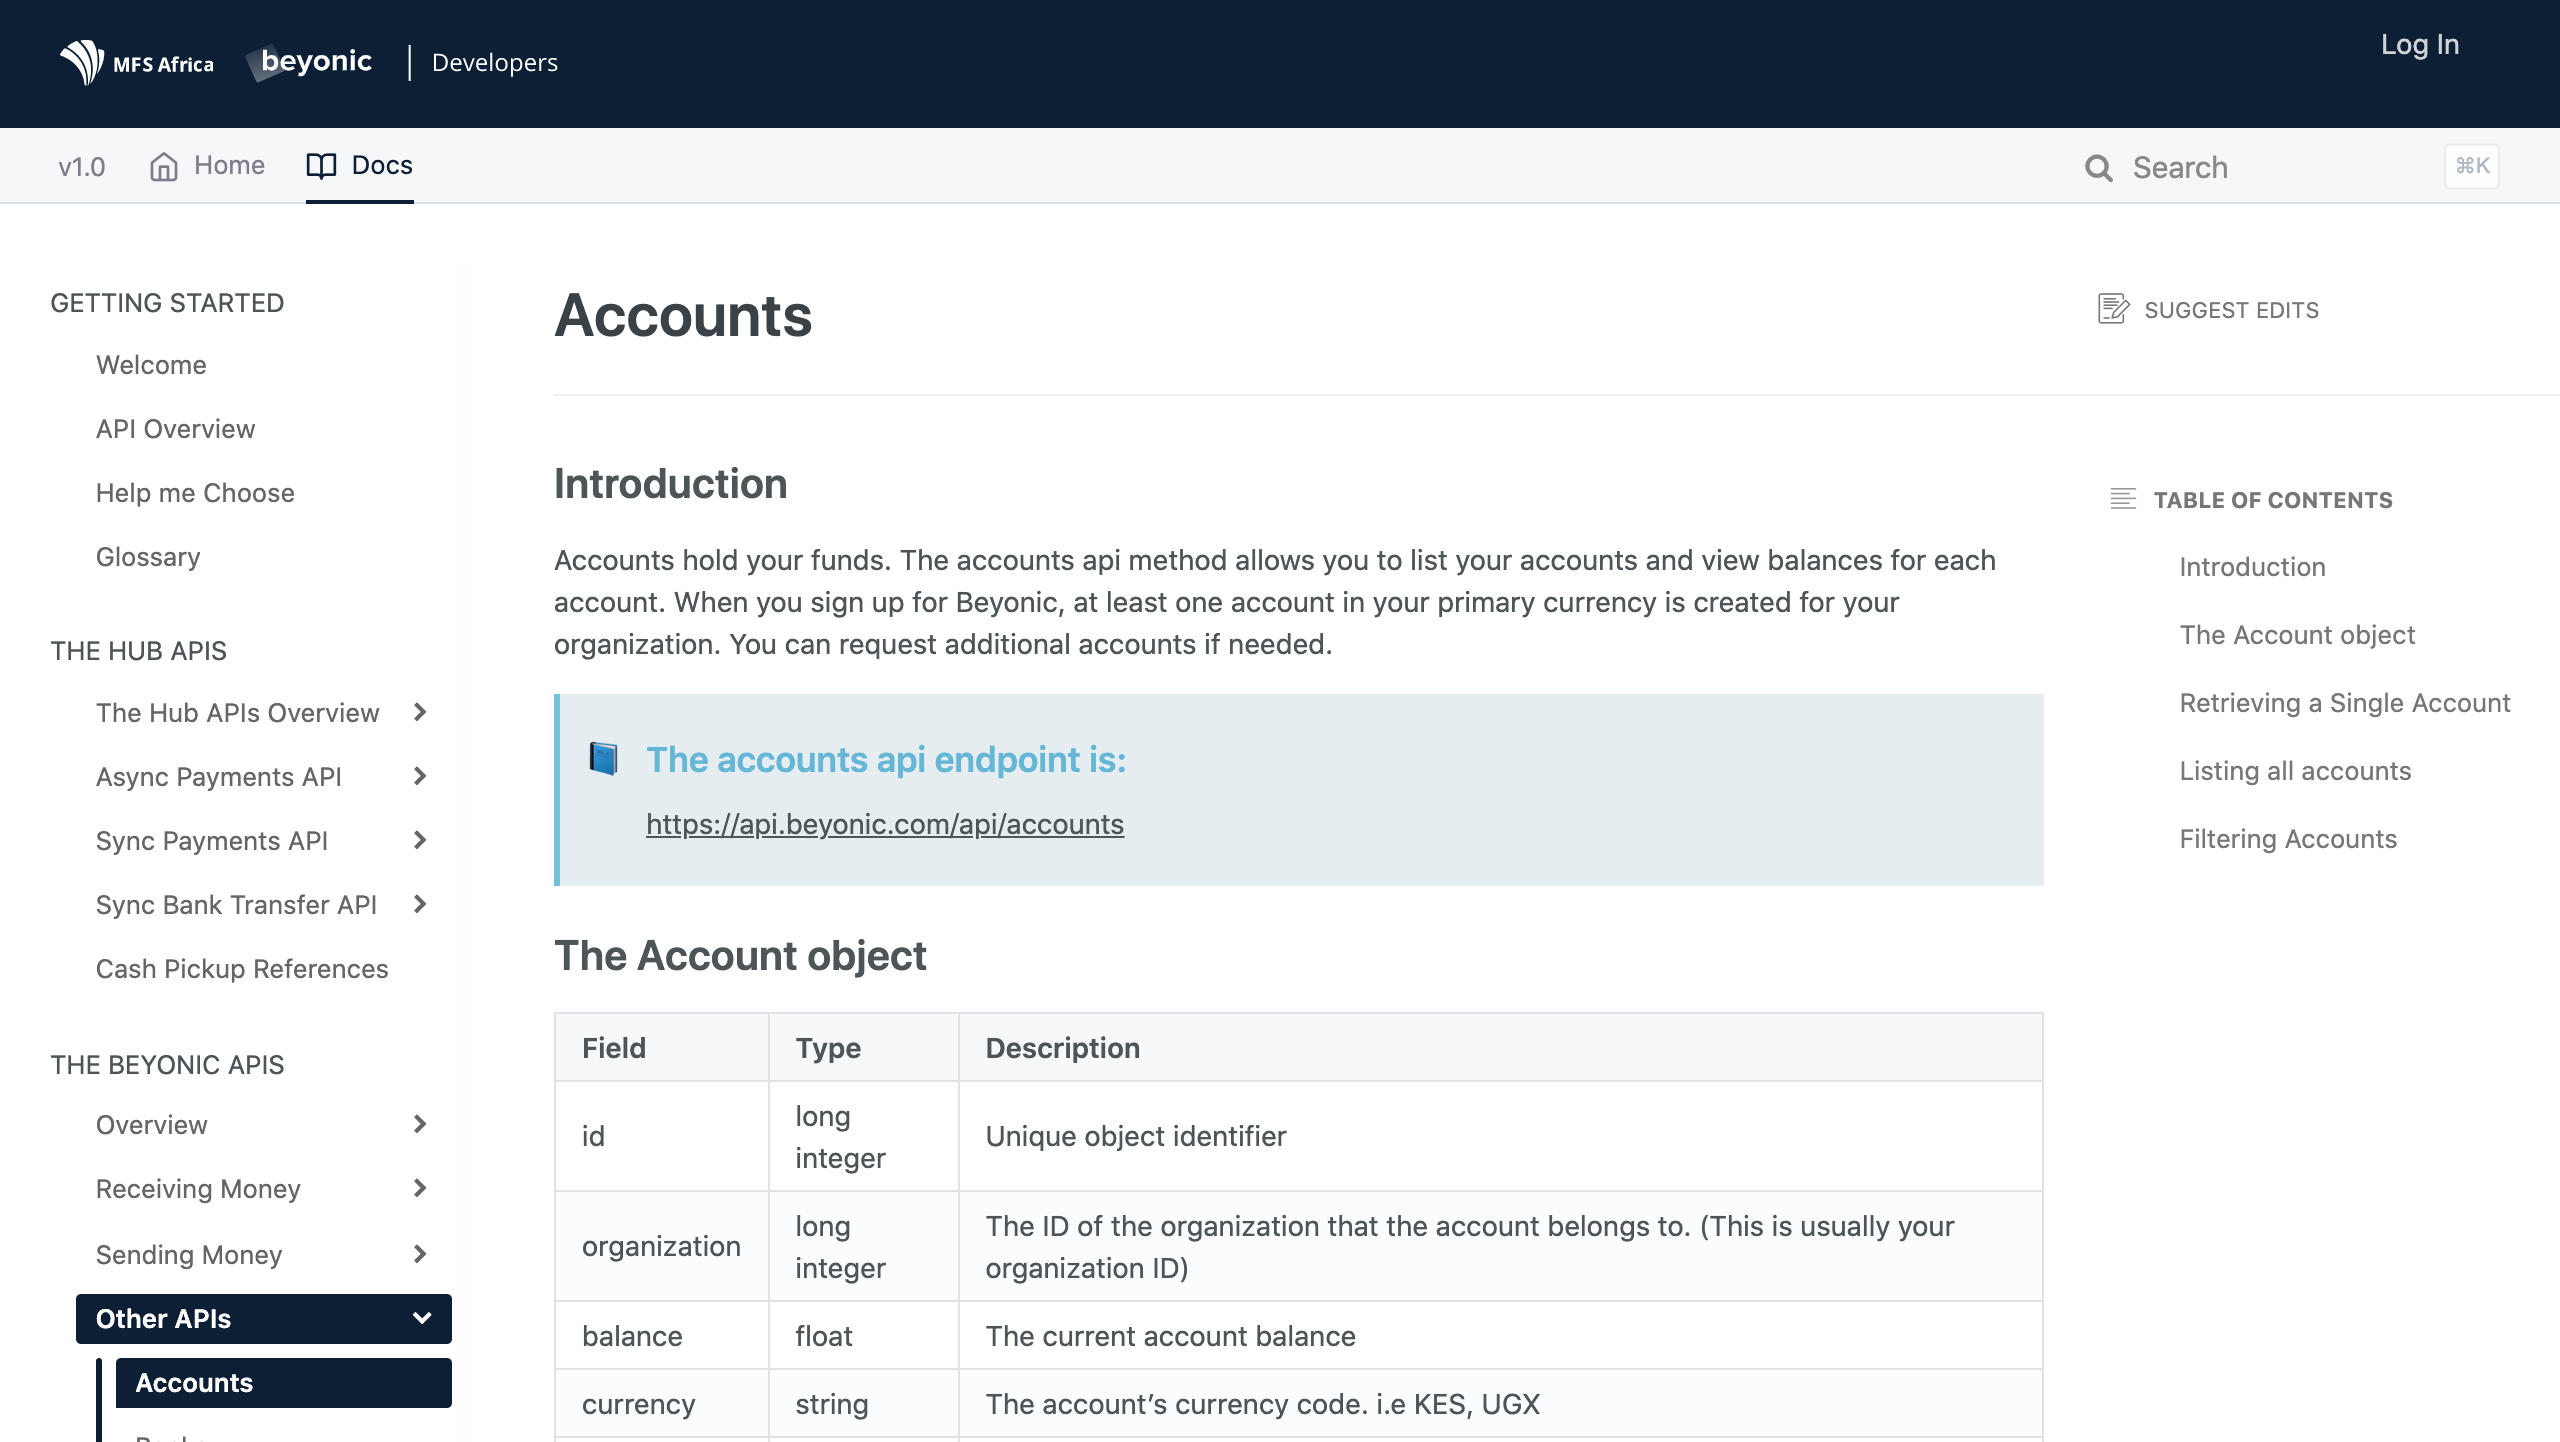 MFS Africa beyonic | Developers
Log In
v1.0 Home Docs
Search ⌘K
GETTING STARTED
Welcome
API Overview
Help me Choose
Glossary
THE HUB APIS
The Hub APIs Overview
Async Payments API
Sync Payments API
Sync Bank Transfer API
Cash Pickup References
THE BEYONIC APIS
Overview
Receiving Money
Sending Money
Other APIs
Accounts
Accounts
SUGGEST EDITS
Introduction
Accounts hold your funds. The accounts api method allows you to list your accounts and view balances for each
account. When you sign up for Beyonic, at least one account in your primary currency is created for your
organization. You can request additional accounts if needed.
The accounts api endpoint is:
https://api.beyonic.com/api/accounts
The Account object
Field Type Description
id long integer Unique object identifier
organization long integer The ID of the organization that the account belongs to. (This is usually your
organization ID)
balance float The current account balance
currency string The account’s currency code. i.e KES, UGX
TABLE OF CONTENTS
Introduction
The Account object
Retrieving a Single Account
Listing all accounts
Filtering Accounts